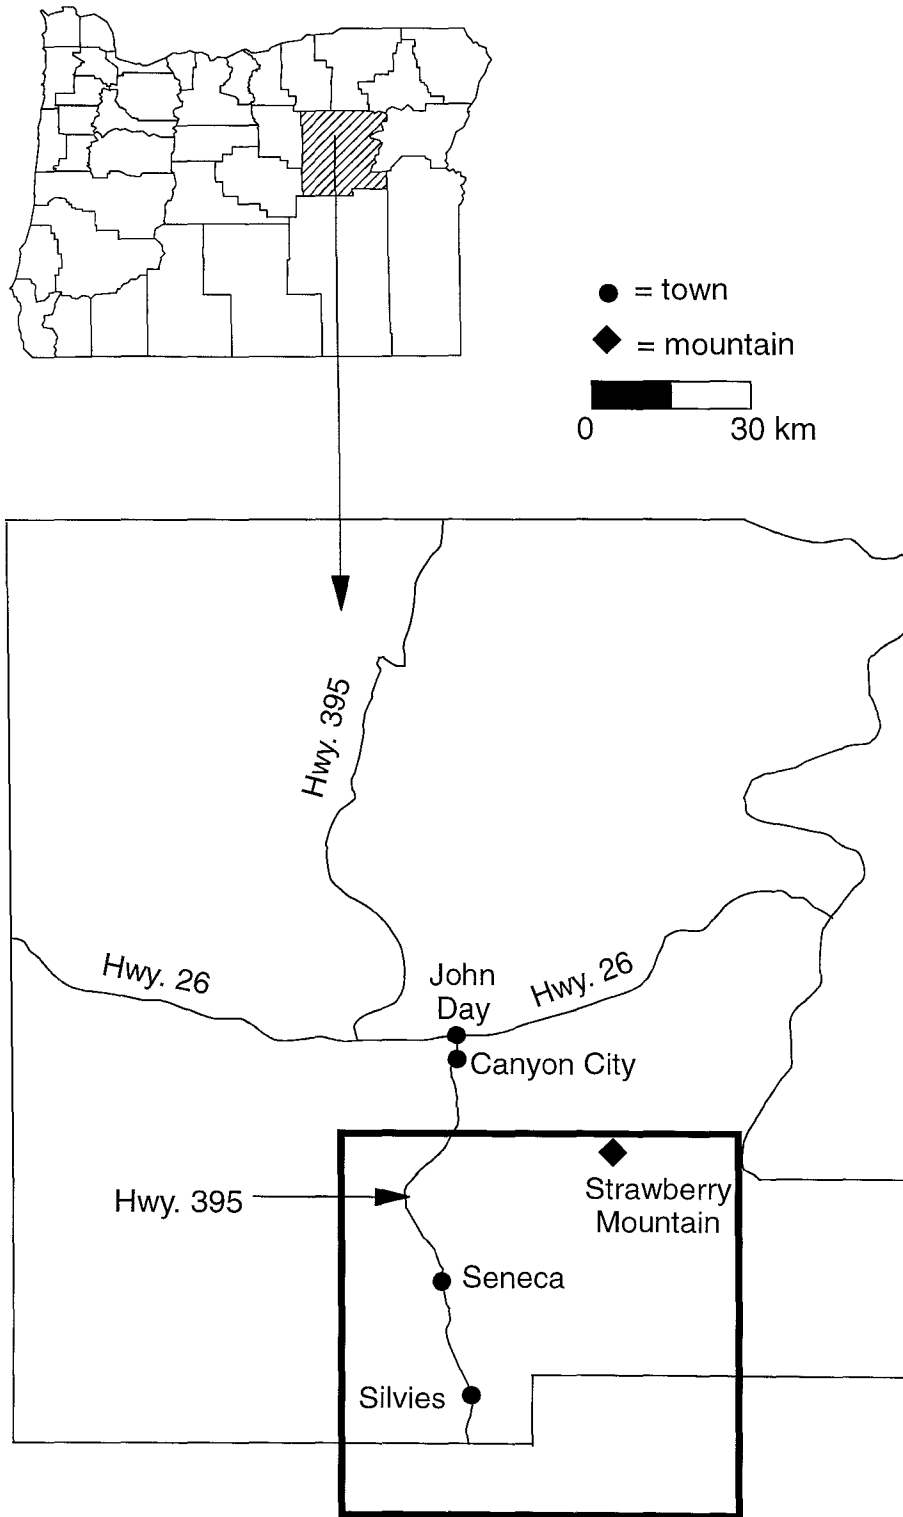 = town
= mountain
0 30 km
Hwy. 395
Hwy. 26
Hwy. 26
John
Day
Canyon City
Strawberry
Mountain
Hwy. 395
Seneca
Silvies